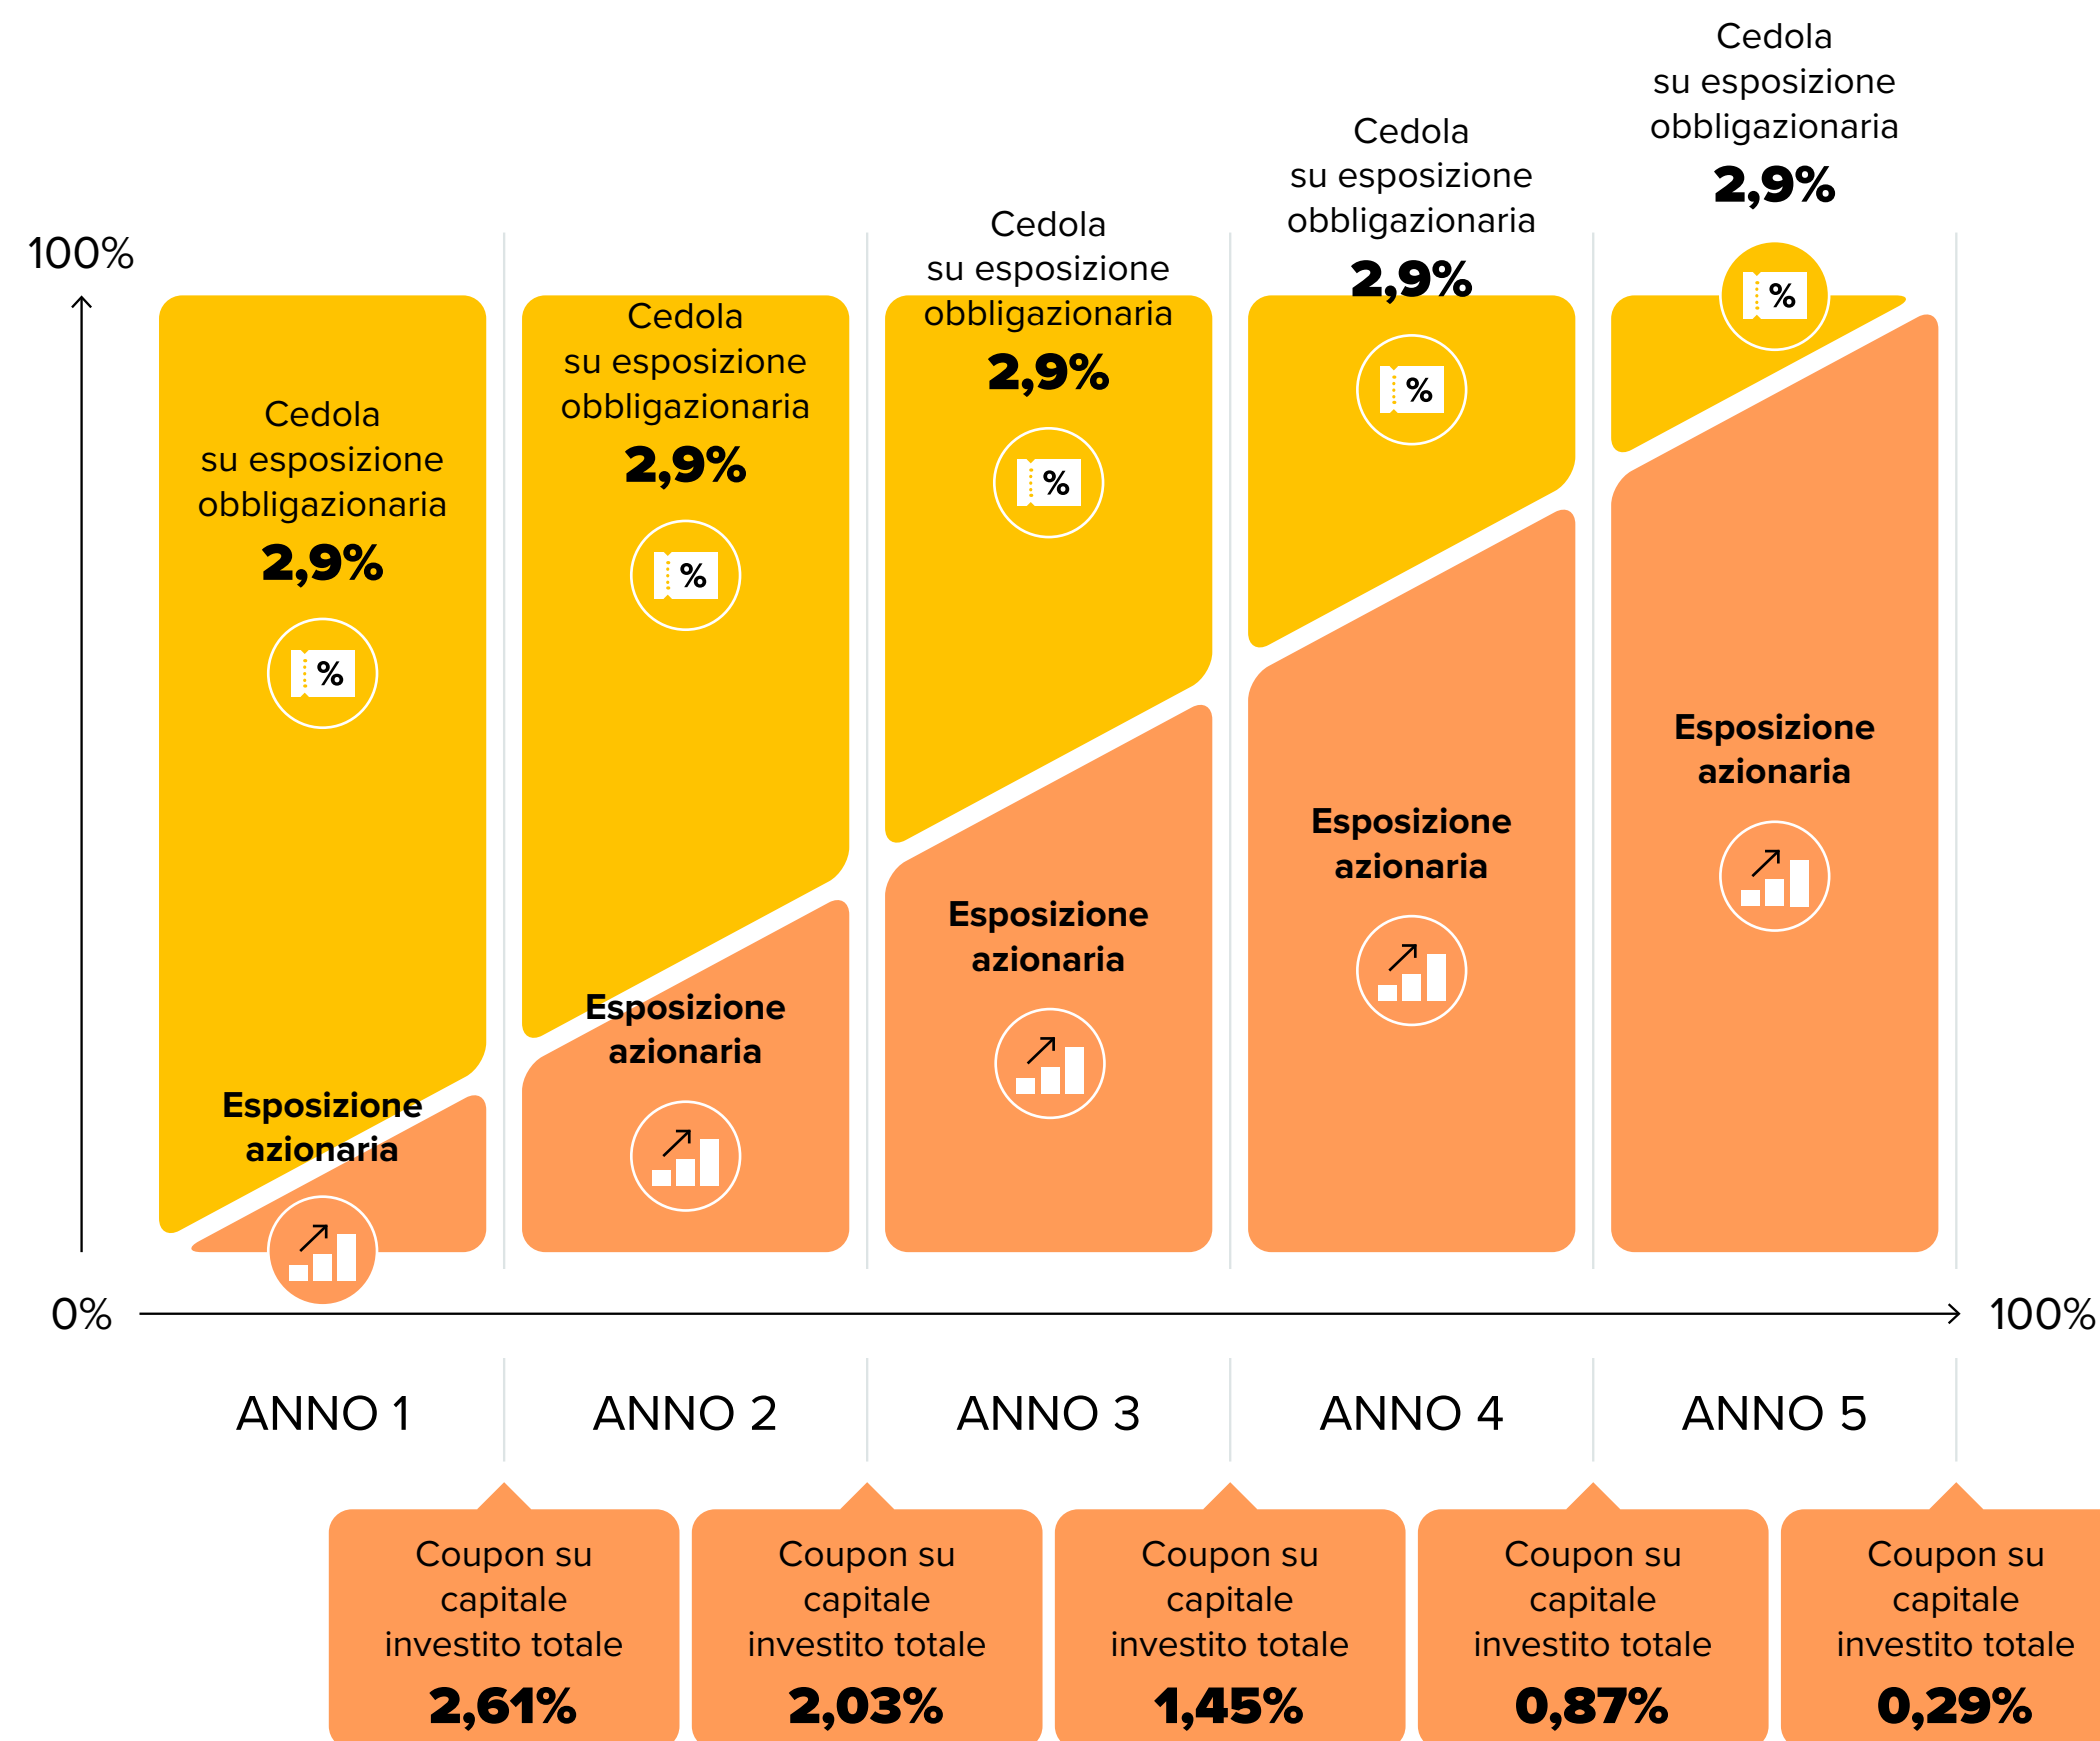 100%
Cedola
su esposizione
obbligazionaria
2,9%
%
Esposizione
azionaria
Cedola
su esposizione
obbligazionaria
2,9%
%
Esposizione
azionaria
Cedola
su esposizione
obbligazionaria
2,9%
%
Esposizione
azionaria
Cedola
su esposizione
obbligazionaria
2,9%
%
Esposizione
azionaria
Cedola
su esposizione
obbligazionaria
2,9%
%
Esposizione
azionaria
0%
100%
ANNO 1
ANNO 2
ANNO 3
ANNO 4
ANNO 5
Coupon su
capitale
investito totale
2,61%
Coupon su
capitale
investito totale
2,03%
Coupon su
capitale
investito totale
1,45%
Coupon su
capitale
investito totale
0,87%
Coupon su
capitale
investito totale
0,29%